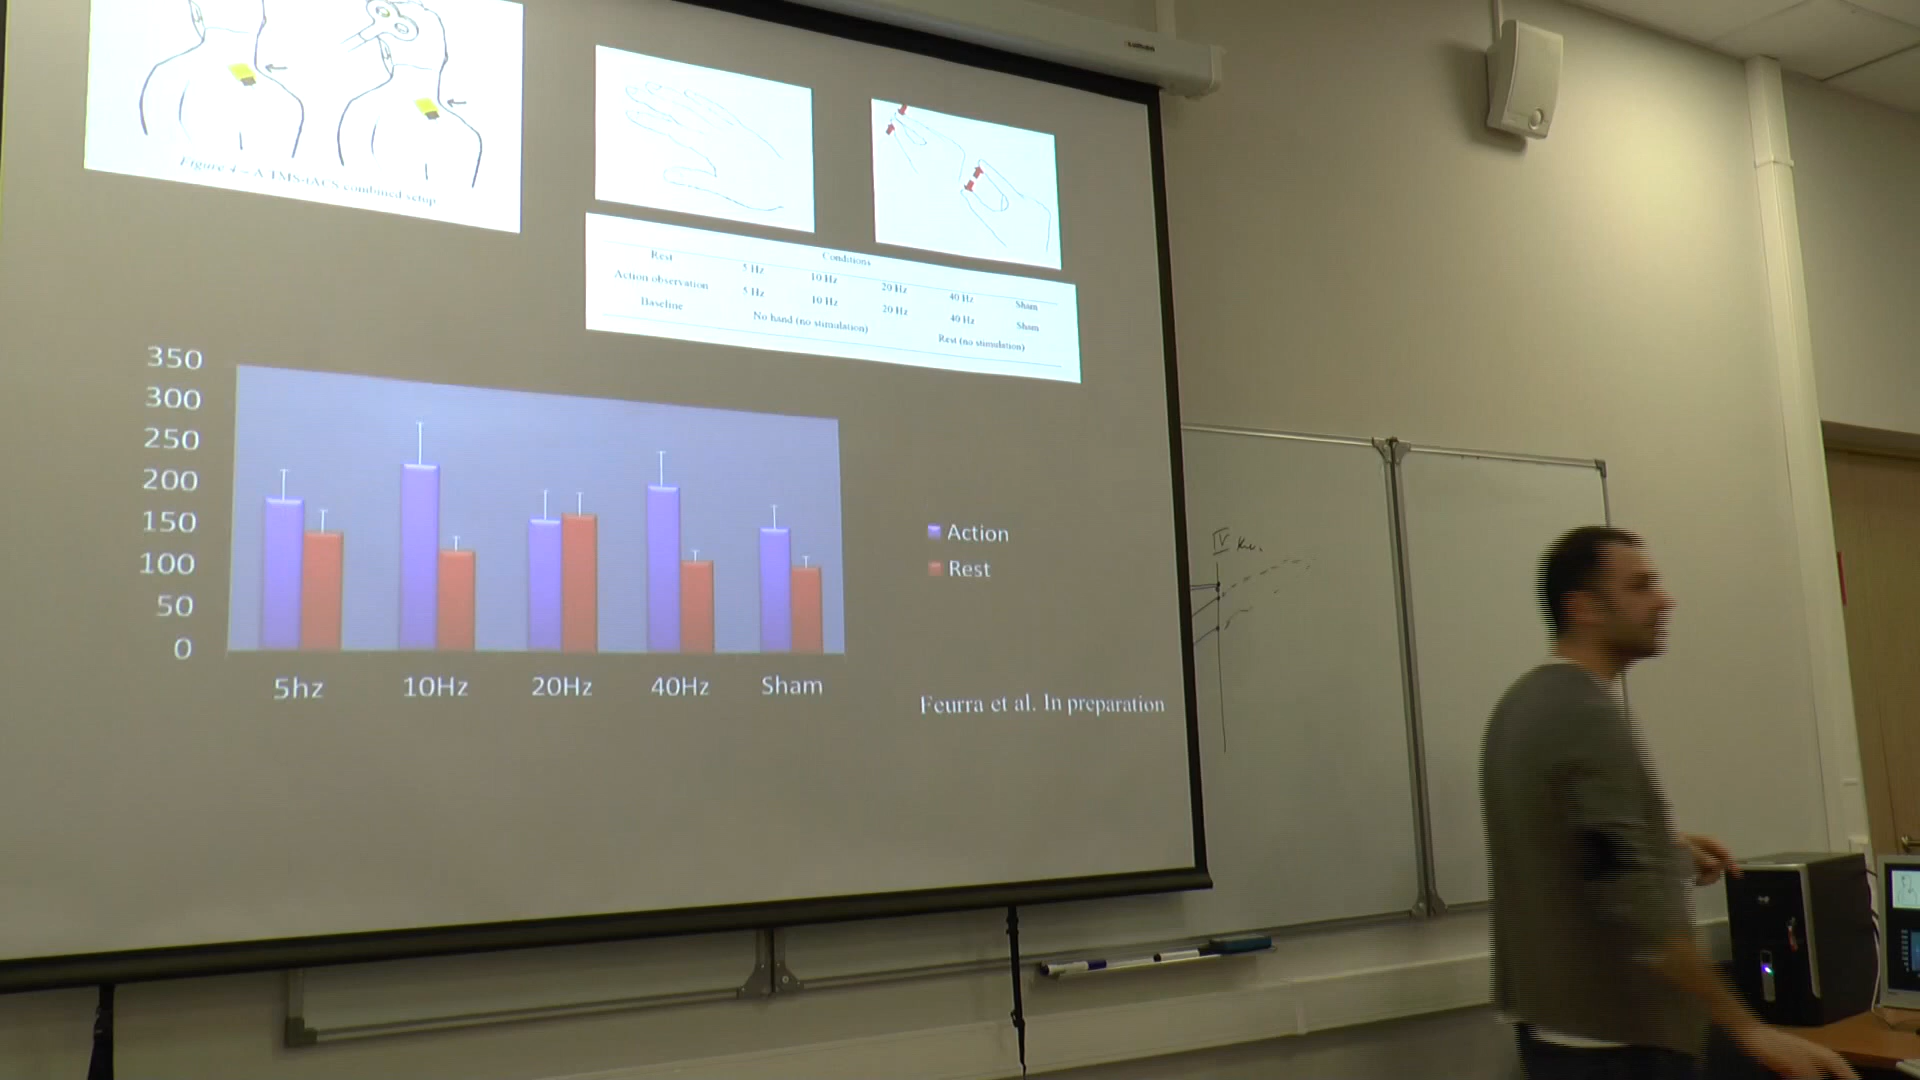 Figure 4 - A TMS-tACS combined setup
Conditions
Rest 5 Hz 10 Hz 20 Hz 40 Hz Sham
Action observation 5 Hz 10 Hz 20 Hz 40 Hz Sham
Baseline No hand (no stimulation) Rest (no stimulation)
350
300
250
200
150
100
50
0
5hz 10Hz 20Hz 40Hz Sham
Action
Rest
Feurra et al. In preparation